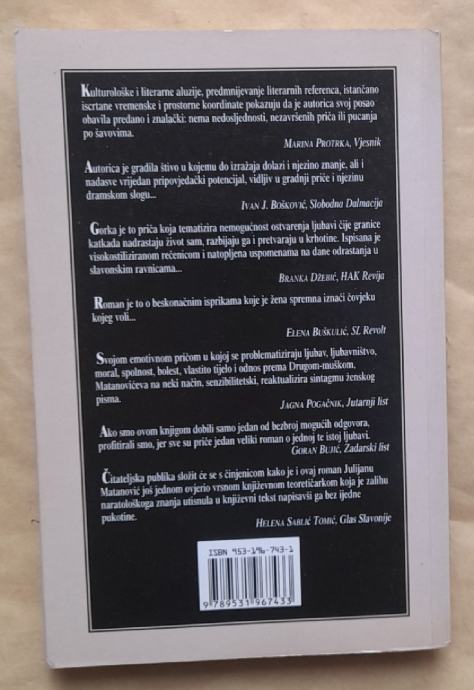 Kulturološke i literarne aluzije, predmnijevanje literarnih referenca, istančano
iscrtane vremenske i prostorne koordinate pokazuju da je autorica svoj posao
obavila predano i znalački: nema nedosljednosti, nezavršenih priča ili pucanja
po šavovima.
MARINA PROTRKA, Vjesnik
Autorica je gradila štivo u kojemu do izražaja dolazi i njezino znanje, ali i
nadasve vrijedan pripovjedački potencijal, vidljiv u gradnji priče i njezinu
dramskom slogu...
IVAN J. BOŠKOVIĆ, Slobodna Dalmacija
Gorka je to priča koja tematizira nemogućnost ostvarenja ljubavi čije granice
katkada nadrastaju život sam, razbijaju ga i pretvaraju u krhotine. Ispisana je
visokostiliziranom rečenicom i natopljena uspomenama na dane odrastanja u
slavonskim ravnicama...
BRANKA DŽEBIĆ, HAK Revija
Roman je to o beskonačnim isprikama koje je žena spremna iznaći čovjeku
kojeg voli...
ELENA BUŠKULIĆ, SL Revolt
Svojom emotivnom pričom u kojoj se problematiziraju ljubav, ljubavništvo,
moral, spolnost, bolest, vlastito tijelo i odnos prema Drugom-muškom,
Matanovićeva na neki način, senzibilitetski, reaktualizira sintagmu ženskog
pisma.
JAGNA POGAČNIK, Jutarnji list
Ako smo ovom knjigom dobili samo jedan od bezbroj mogućih odgovora,
profitirali smo, jer sve su priče jedan veliki roman o jednoj te istoj ljubavi.
GORAN BUJIĆ, Zadarski list
Čitateljska publika složit će se s činjenicom kako je i ovaj roman Julijanu
Matanović još jednom ovjerio vrsnom književnom teoretičarkom koja je zalihu
naratološkoga znanja utisnula u književni tekst napisavši ga bez ijedne
pukotine.
HELENA SABLIĆ TOMIĆ, Glas Slavonije
ISBN 953-196-743-1
9 789531 967433